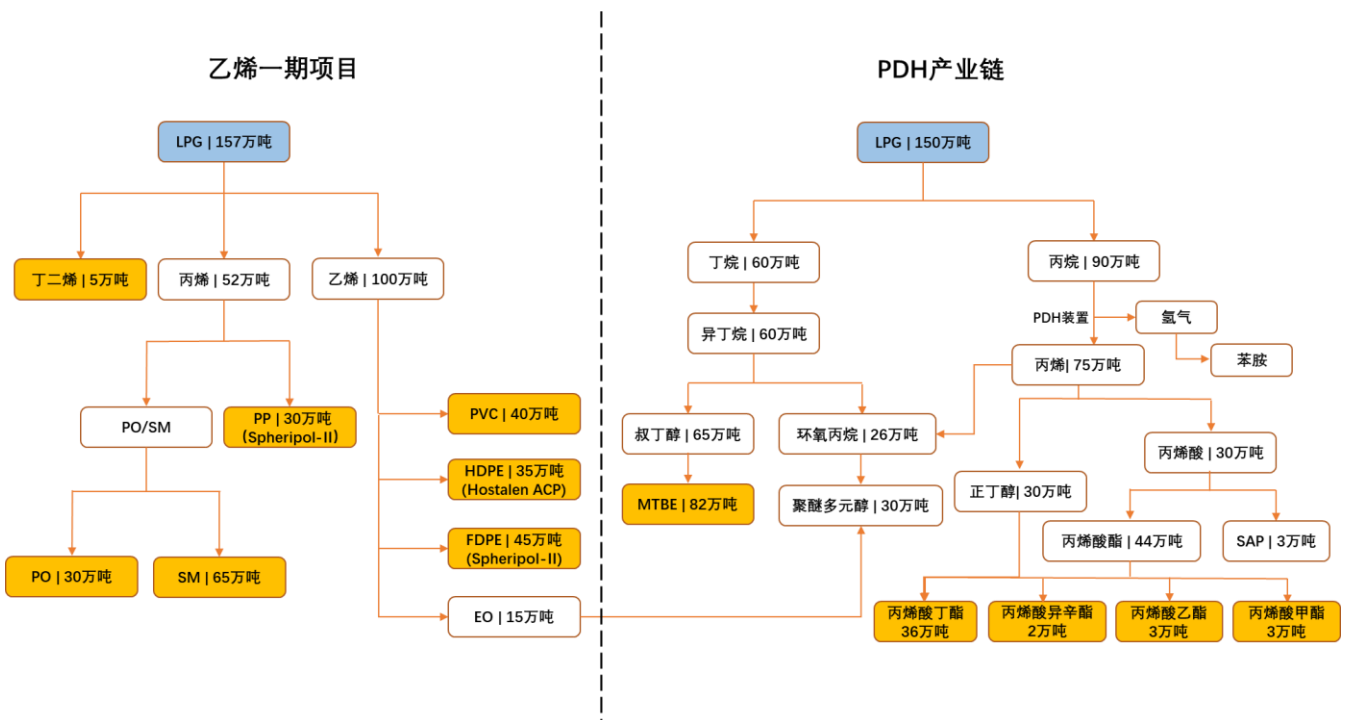 乙烯一期项目
LPG | 157万吨
丁二烯 | 5万吨
丙烯 | 52万吨
乙烯 | 100万吨
PO/SM
PP | 30万吨
(Spheripol-II)
PVC | 40万吨
HDPE | 35万吨
(Hostalen ACP)
FDPE | 45万吨
(Spheripol-II)
PO | 30万吨
SM | 65万吨
EO | 15万吨
PDH产业链
LPG | 150万吨
丁烷 | 60万吨
丙烷 | 90万吨
PDH装置
氢气
异丁烷 | 60万吨
苯胺
丙烯| 75万吨
叔丁醇 | 65万吨
环氧丙烷 | 26万吨
丙烯酸 | 30万吨
MTBE | 82万吨
聚醚多元醇 | 30万吨
正丁醇| 30万吨
丙烯酸酯 | 44万吨
SAP | 3万吨
丙烯酸丁酯
36万吨
丙烯酸异辛酯
2万吨
丙烯酸乙酯
3万吨
丙烯酸甲酯
3万吨